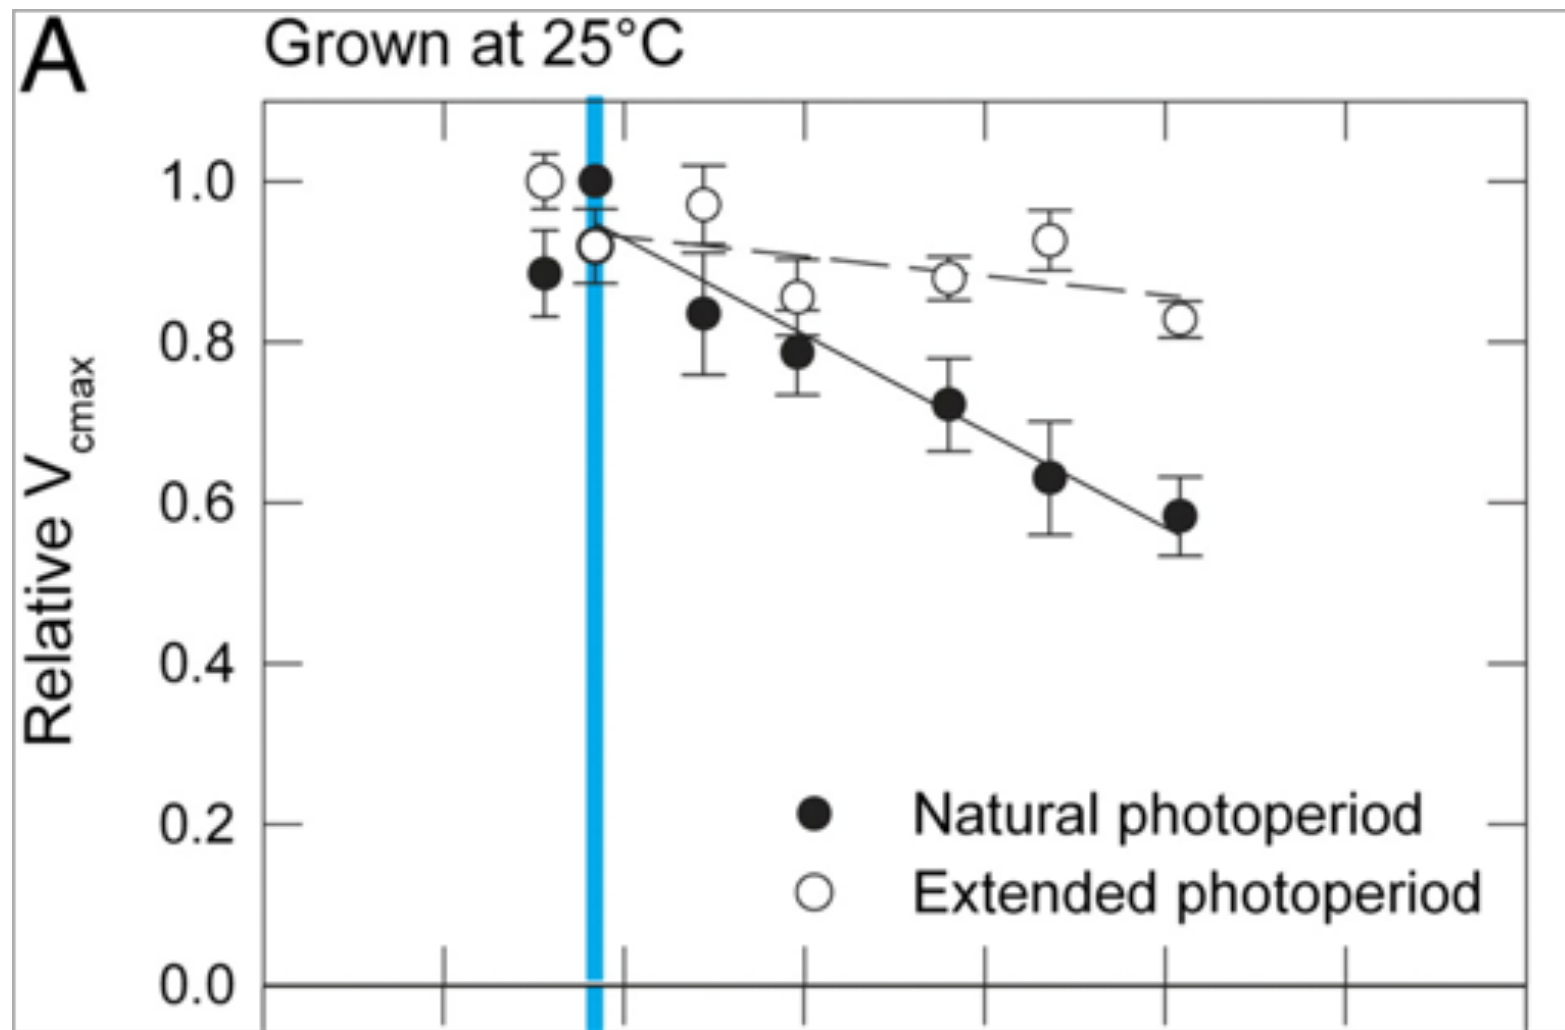 A
Grown at 25°C
1.0
0.8
0.6
0.4
0.2
0.0
Relative Vcmax
Natural photoperiod
Extended photoperiod